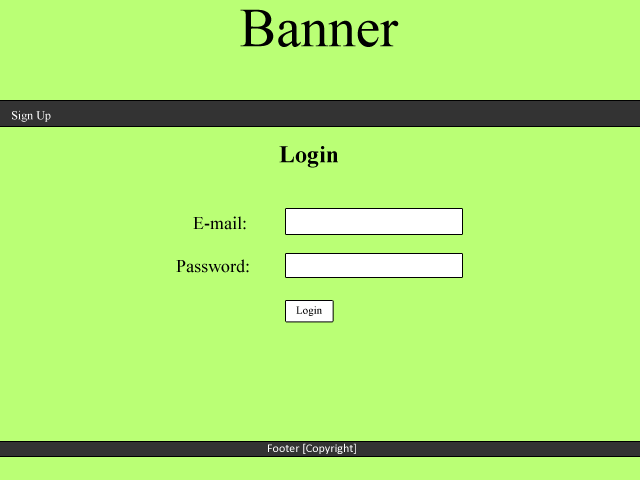 Banner
Sign Up
Login
E-mail:
Password:
Login
Footer [Copyright]